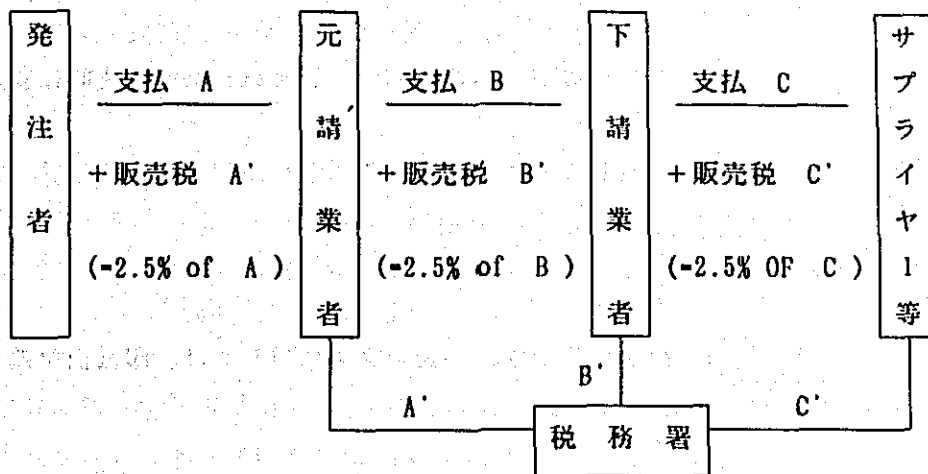 発注者
支払 A
+販売税 A'
(=2.5% of A)
元請業者
支払 B
+販売税 B'
(=2.5% of B)
下請業者
支払 C
+販売税 C'
(=2.5% OF C)
サプライヤー等
A'
B'
C'
税務署